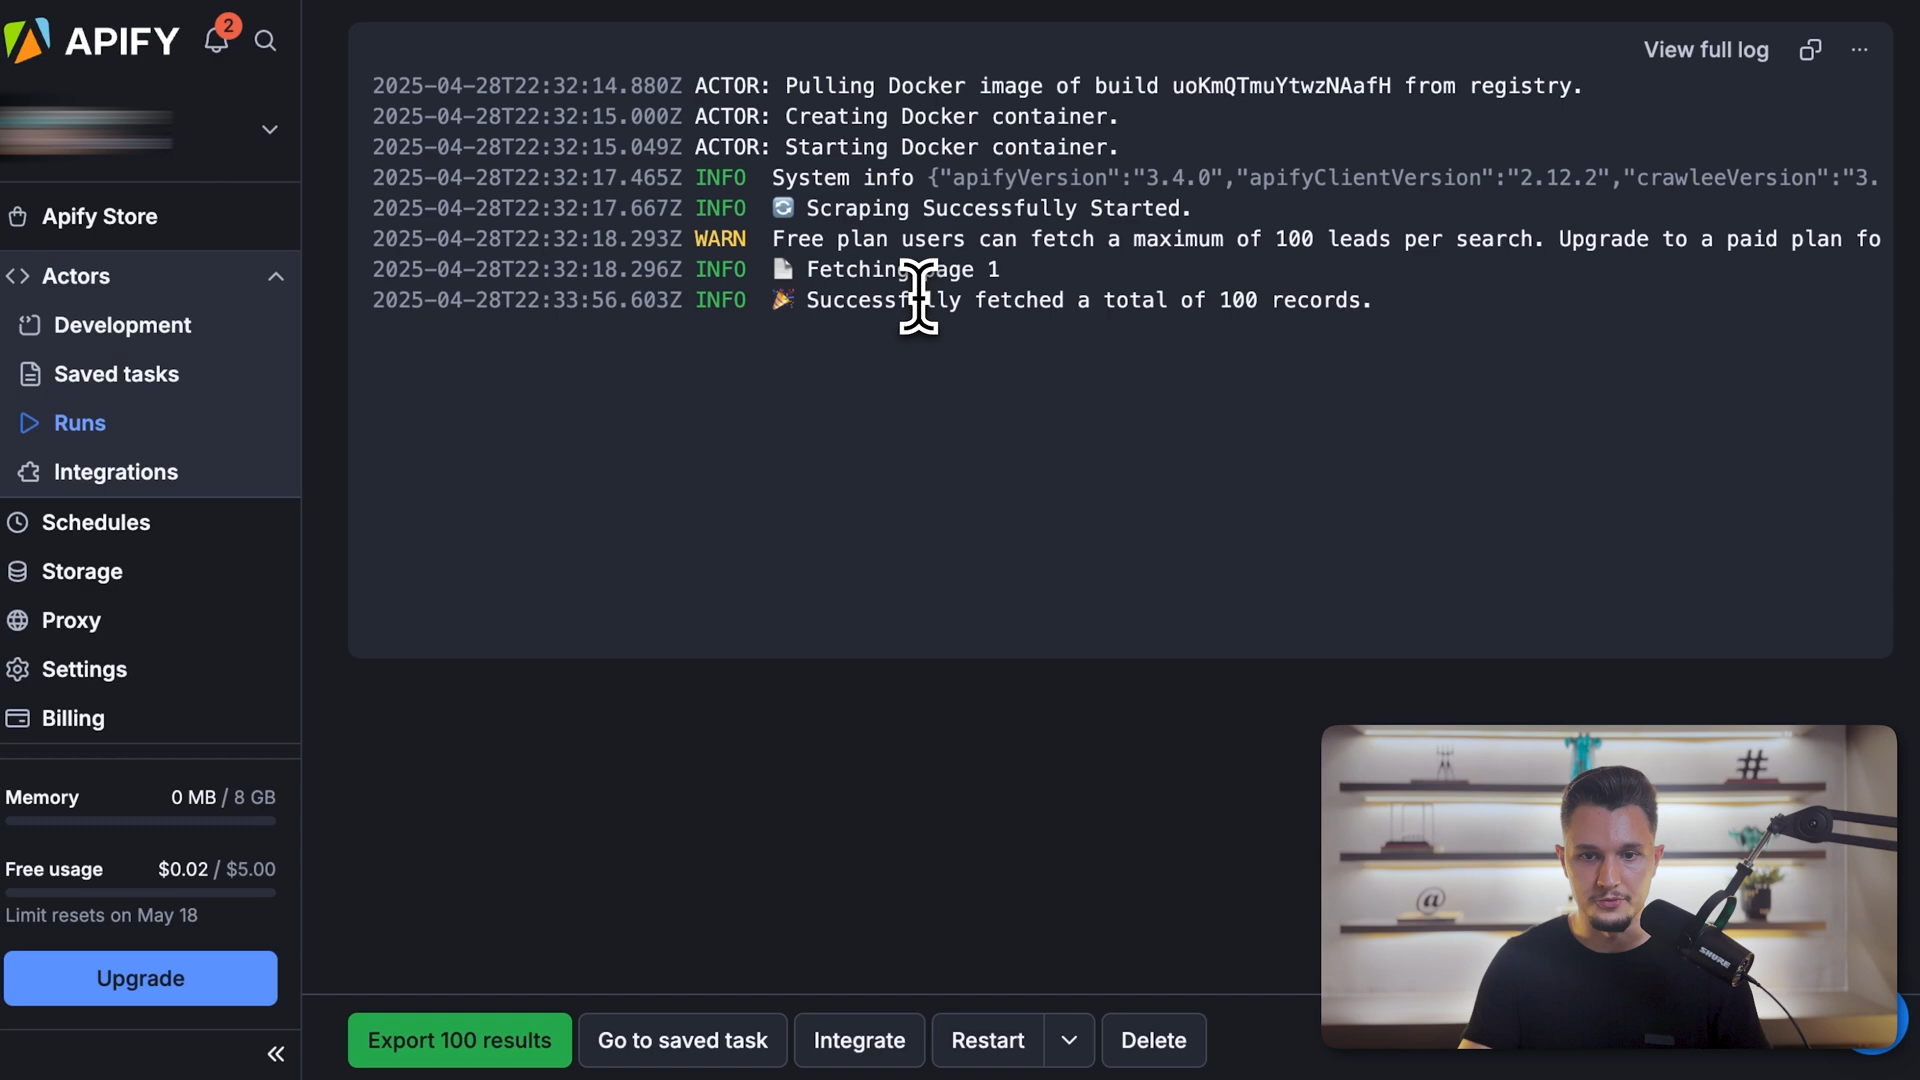 APIFY
2
Apify Store
Actors
Development
Saved tasks
Runs
Integrations
Schedules
Storage
Proxy
Settings
Billing
Memory 0 MB / 8 GB
Free usage $0.02 / $5.00
Limit resets on May 18
Upgrade
View full log
2025-04-28T22:32:14.880Z ACTOR: Pulling Docker image of build uoKmQTmuYtwzNAafH from registry.
2025-04-28T22:32:15.000Z ACTOR: Creating Docker container.
2025-04-28T22:32:15.049Z ACTOR: Starting Docker container.
2025-04-28T22:32:17.465Z INFO System info {"apifyVersion":"3.4.0","apifyClientVersion":"2.12.2","crawleeVersion":"3.
2025-04-28T22:32:17.667Z INFO 🔄 Scraping Successfully Started.
2025-04-28T22:32:18.293Z WARN Free plan users can fetch a maximum of 100 leads per search. Upgrade to a paid plan fo
2025-04-28T22:32:18.296Z INFO 📄 Fetching page 1
2025-04-28T22:33:56.603Z INFO 🎉 Successfully fetched a total of 100 records.
Export 100 results
Go to saved task
Integrate
Restart
Delete
#
@
SHURE